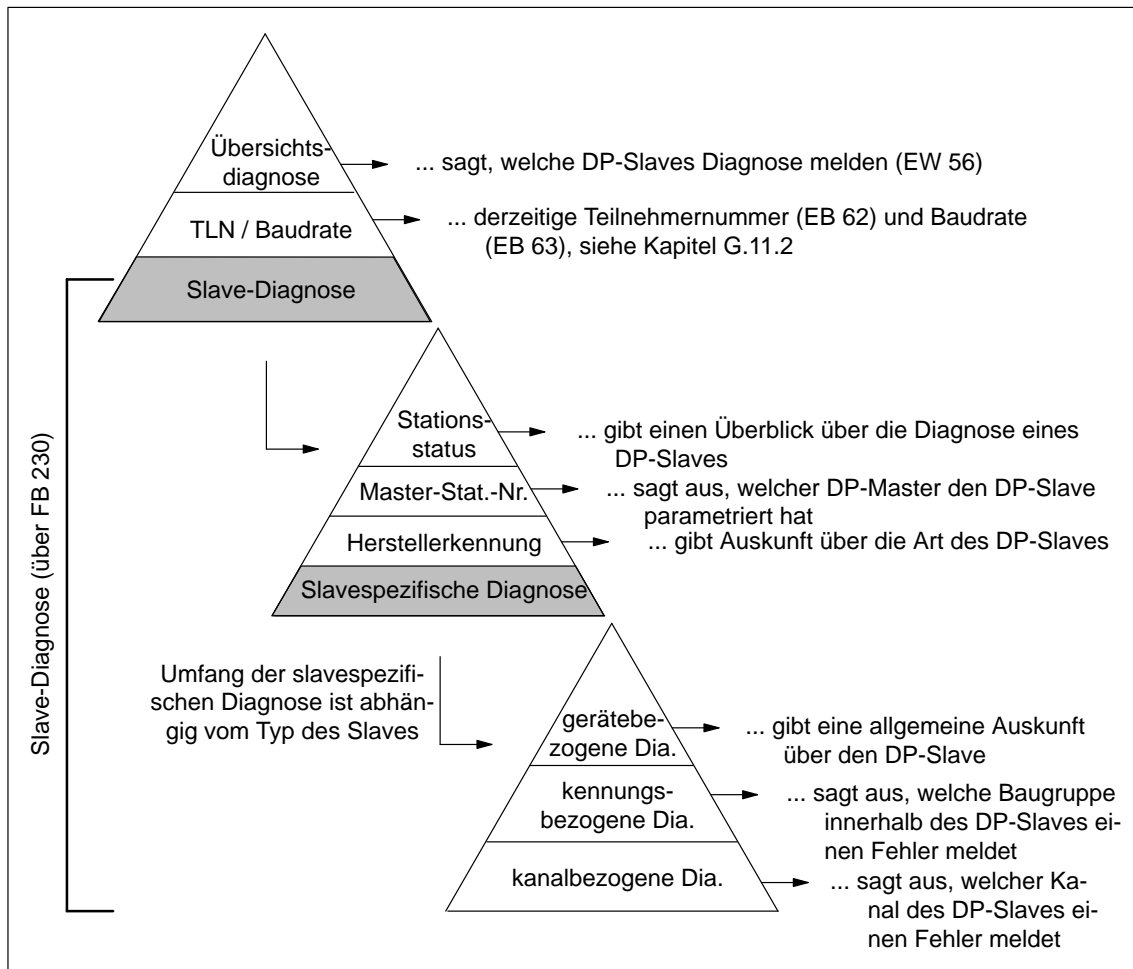 Übersichts-
diagnose
... sagt, welche DP-Slaves Diagnose melden (EW 56)
TLN / Baudrate
... derzeitige Teilnehmernummer (EB 62) und Baudrate
(EB 63), siehe Kapitel G.11.2
Slave-Diagnose
Slave-Diagnose (über FB 230)
Stations-
status
... gibt einen Überblick über die Diagnose eines
DP-Slaves
Master-Stat.-Nr.
... sagt aus, welcher DP-Master den DP-Slave
parametriert hat
Herstellerkennung
... gibt Auskunft über die Art des DP-Slaves
Slavespezifische Diagnose
Umfang der slavespezifi-
schen Diagnose ist abhän-
gig vom Typ des Slaves
gerätebe-
zogene Dia.
... gibt eine allgemeine Auskunft
über den DP-Slave
kennungs-
bezogene Dia.
... sagt aus, welche Baugruppe
innerhalb des DP-Slaves ei-
nen Fehler meldet
kanalbezogene Dia.
... sagt aus, welcher Ka-
nal des DP-Slaves ei-
nen Fehler meldet